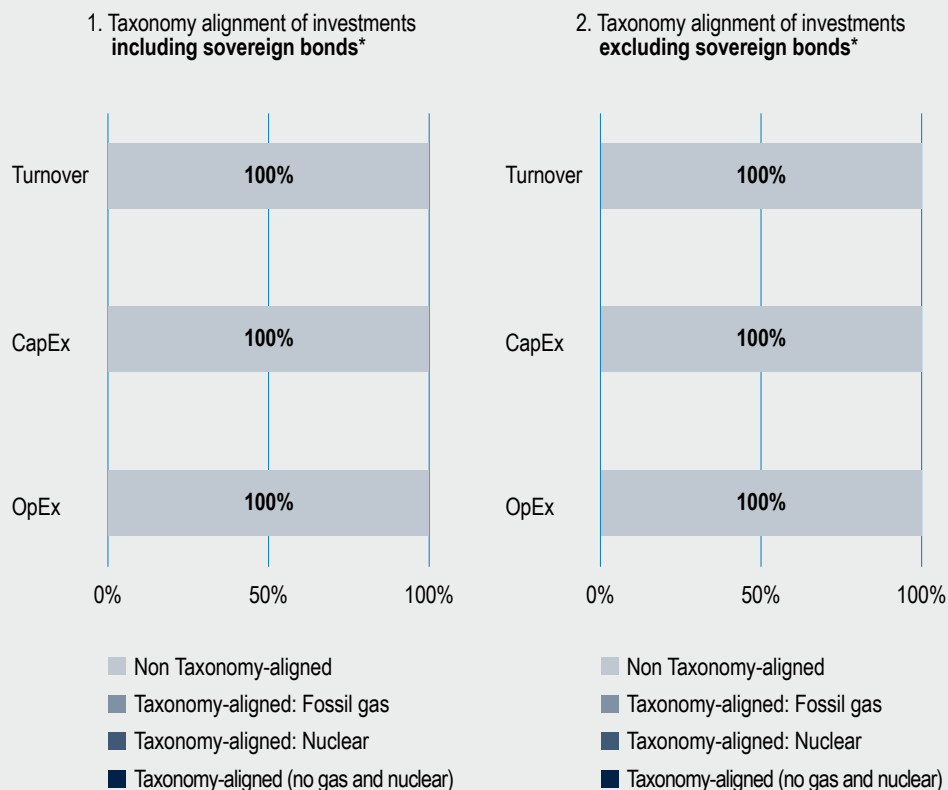 1. Taxonomy alignment of investments
including sovereign bonds*
Turnover
100%
CapEx
100%
OpEx
100%
0%
50%
100%
Non Taxonomy-aligned
Taxonomy-aligned: Fossil gas
Taxonomy-aligned: Nuclear
Taxonomy-aligned (no gas and nuclear)
2. Taxonomy alignment of investments
excluding sovereign bonds*
Turnover
100%
CapEx
100%
OpEx
100%
0%
50%
100%
Non Taxonomy-aligned
Taxonomy-aligned: Fossil gas
Taxonomy-aligned: Nuclear
Taxonomy-aligned (no gas and nuclear)